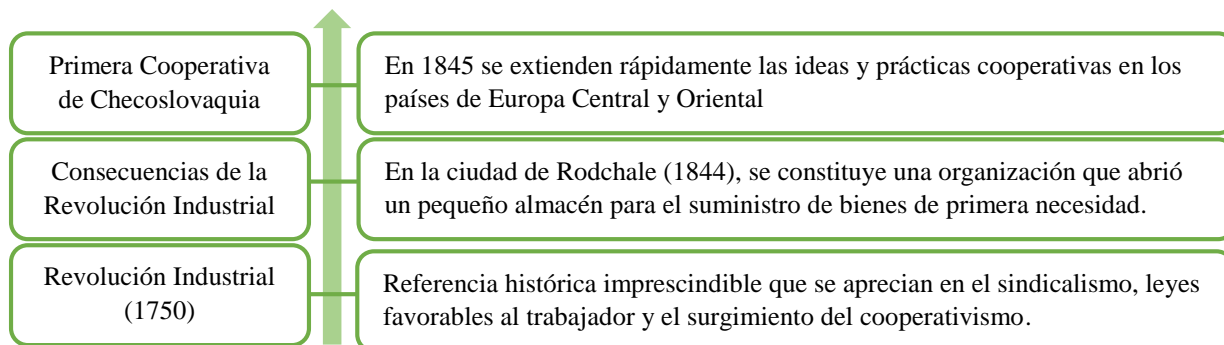 Primera Cooperativa
de Checoslovaquia
En 1845 se extienden rápidamente las ideas y prácticas cooperativas en los
países de Europa Central y Oriental
Consecuencias de la
Revolución Industrial
En la ciudad de Rodchale (1844), se constituye una organización que abrió
un pequeño almacén para el suministro de bienes de primera necesidad.
Revolución Industrial
(1750)
Referencia histórica imprescindible que se aprecian en el sindicalismo, leyes
favorables al trabajador y el surgimiento del cooperativismo.